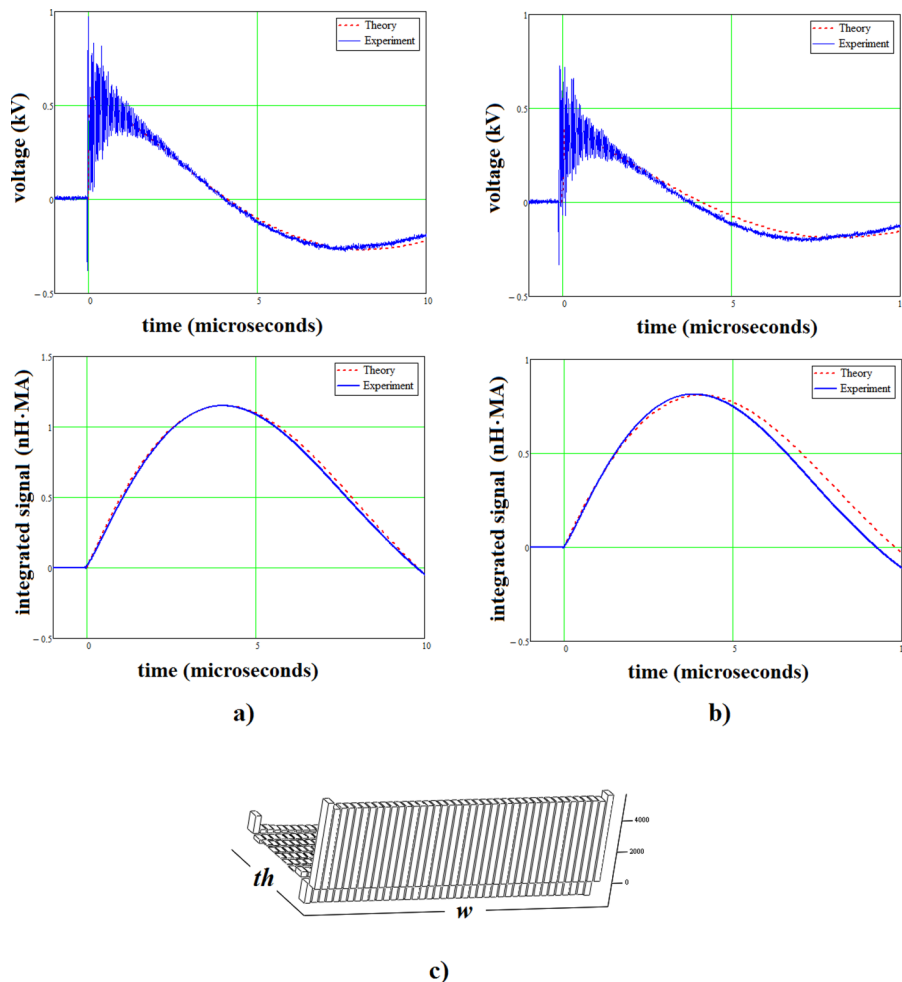 Theory
Experiment
voltage (kV)
0.5
0
−0.5
0
5
10
time (microseconds)
Theory
Experiment
voltage (kV)
1
0.5
0
−0.5
0
5
1
time (microseconds)
Theory
Experiment
integrated signal (nH·MA)
1.5
1
0.5
0
−0.5
0
5
10
time (microseconds)
a)
Theory
Experiment
integrated signal (nH·MA)
1
0.5
0
−0.5
0
5
1
time (microseconds)
b)
4000
2000
0
th
w
c)